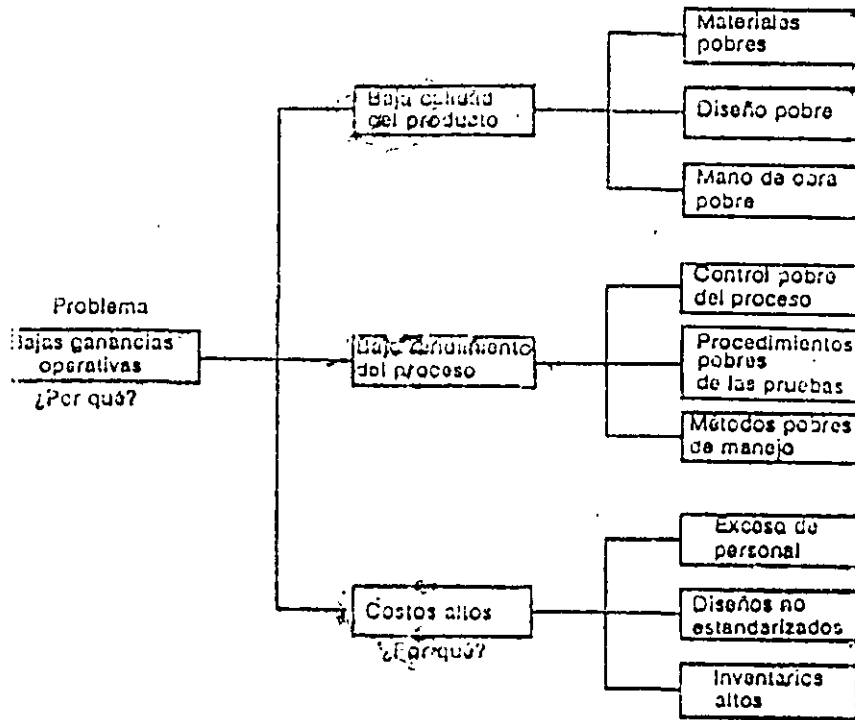 Problema
Bajas ganancias
operativas
¿Por qué?
Baja calidad
del producto
Materiales
pobres
Diseño pobre
Mano de obra
pobre
Bajo rendimiento
del proceso
Control pobre
del proceso
Procedimientos
pobres
de las pruebas
Métodos pobres
de manejo
Costos altos
¿Por qué?
Exceso de
personal
Diseños no
estandarizados
Inventarios
altos